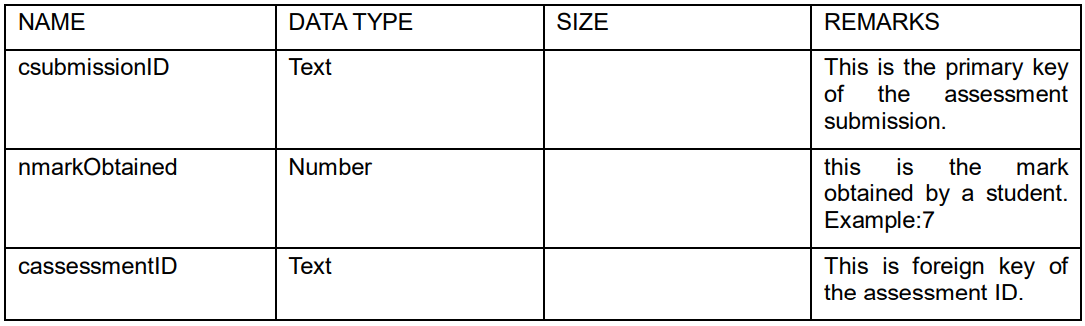 NAME DATA TYPE SIZE REMARKS
csubmissionID Text This is the primary key
of the assessment
submission.
nmarkObtained Number this is the mark
obtained by a student.
Example:7
cassessmentID Text This is foreign key of
the assessment ID.